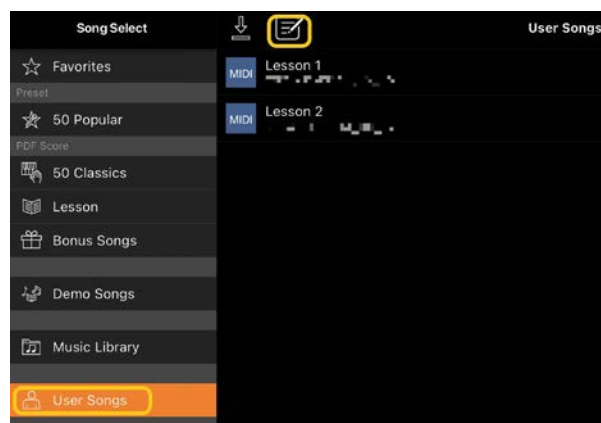 Song Select
User Songs
Favorites
Preset
50 Popular
PDF Score
50 Classics
Lesson
Bonus Songs
Demo Songs
Music Library
User Songs
MIDI Lesson 1
MIDI Lesson 2